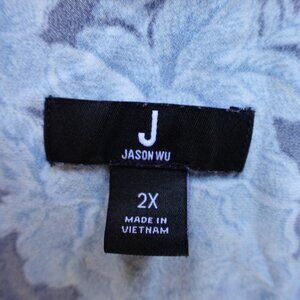 J
JASON WU
2X
MADE IN
VIETNAM